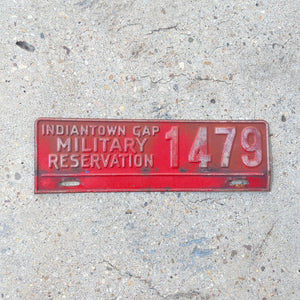 INDIANTOWN GAP
MILITARY
RESERVATION
1479